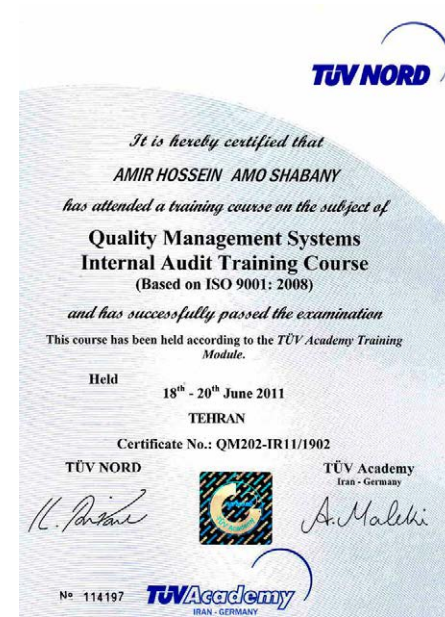 TÜV NORD
It is hereby certified that
AMIR HOSSEIN AMO SHABANY
has attended a training course on the subject of
Quality Management Systems
Internal Audit Training Course
(Based on ISO 9001: 2008)
and has successfully passed the examination
This course has been held according to the TÜV Academy Training
Module.
Held
18th - 20th June 2011
TEHRAN
Certificate No.: QM202-IR11/1902
TÜV NORD
TÜV Academy
Iran - Germany
A. Maleki
TÜV Academy
Nº 114197
TÜVAcademy
IRAN - GERMANY